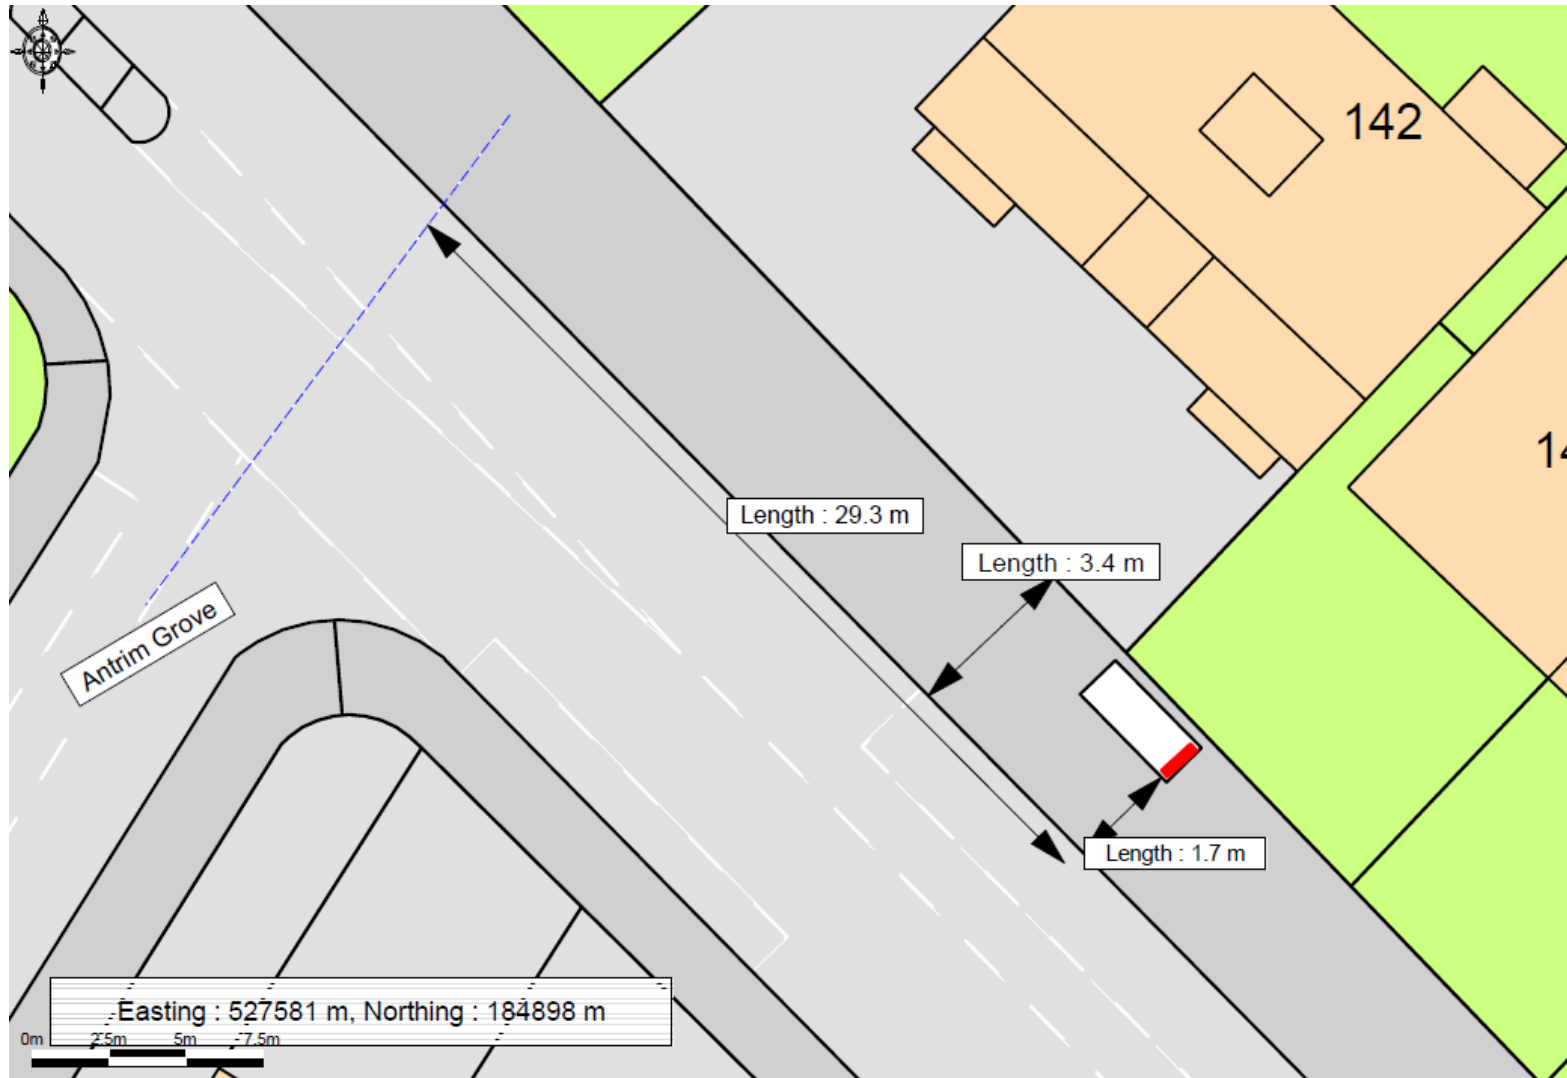 142
14
Length : 29.3 m
Length : 3.4 m
Antrim Grove
Length : 1.7 m
Easting : 527581 m, Northing : 184898 m
0m 2.5m 5m 7.5m